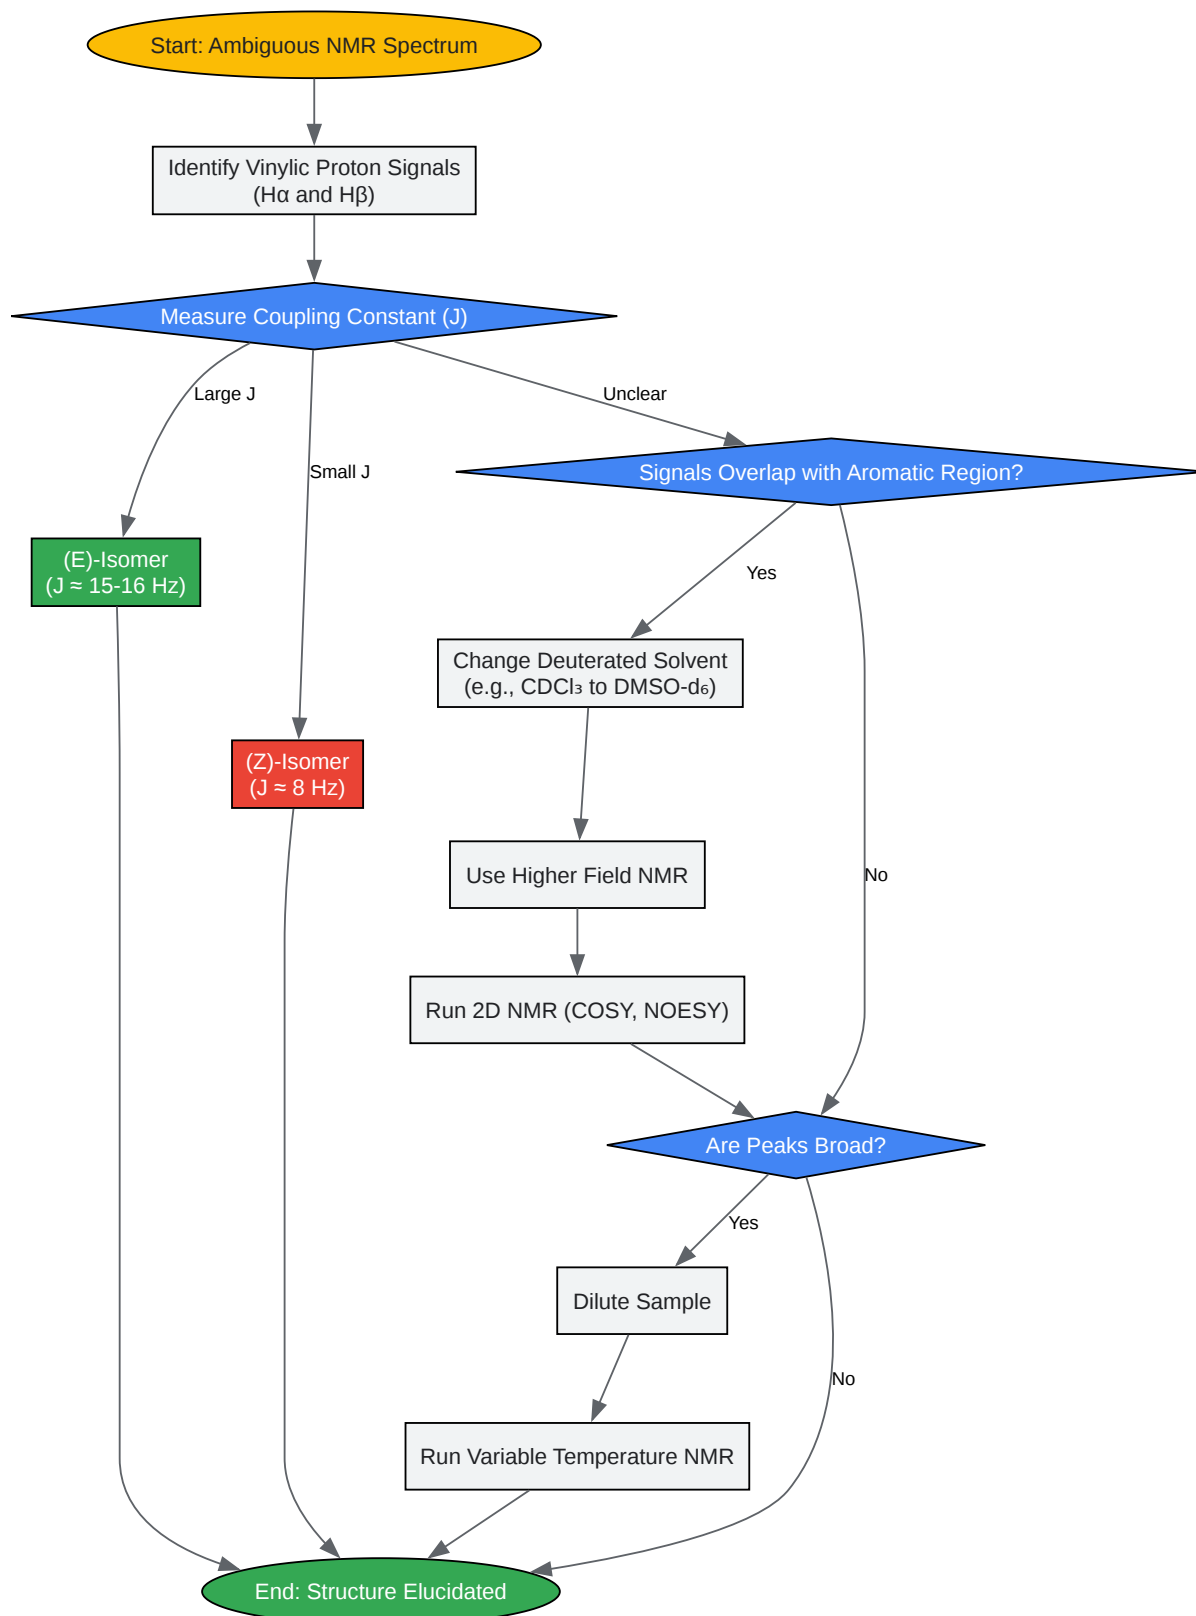 Start: Ambiguous NMR Spectrum
Identify Vinylic Proton Signals
(Hα and Hβ)
Measure Coupling Constant (J)
Large J
Unclear
Small J
Signals Overlap with Aromatic Region?
(E)-Isomer
(J ≈ 15-16 Hz)
Yes
Change Deuterated Solvent
(e.g., CDCl₃ to DMSO-d₆)
(Z)-Isomer
(J ≈ 8 Hz)
Use Higher Field NMR
No
Run 2D NMR (COSY, NOESY)
Are Peaks Broad?
Yes
Dilute Sample
No
Run Variable Temperature NMR
End: Structure Elucidated